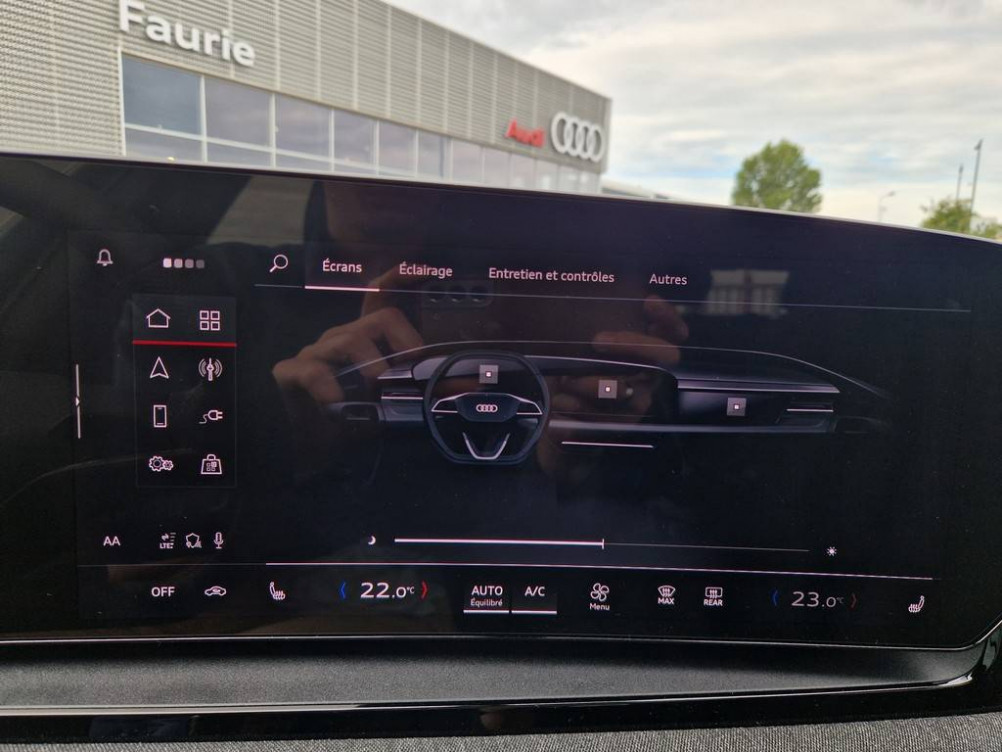 Faurie
Audi
Écrans
Éclairage
Entretien et contrôles
Autres
AA
LTE
OFF
22.0°C
AUTO
Équilibré
A/C
Menu
MAX
REAR
23.0°C